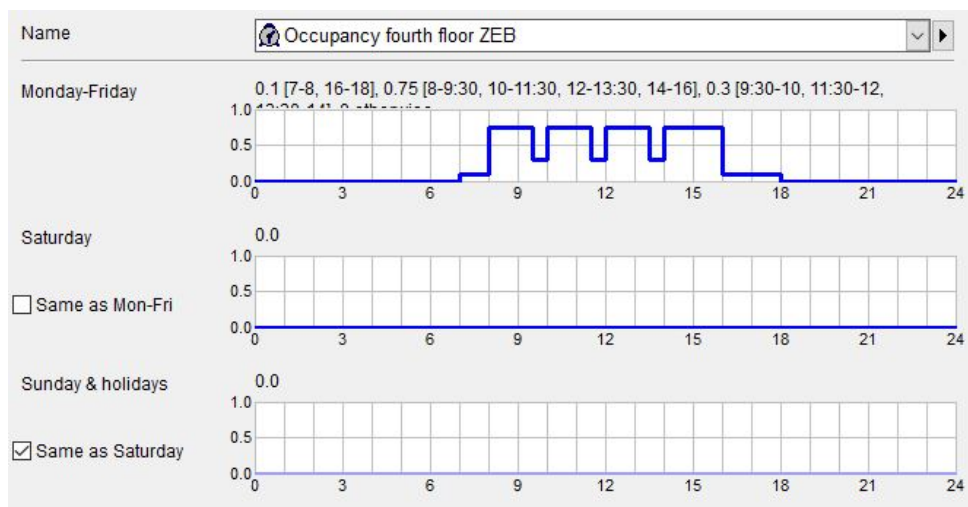 Name
Occupancy fourth floor ZEB
Monday-Friday
0.1 [7-8, 16-18], 0.75 [8-9:30, 10-11:30, 12-13:30, 14-16], 0.3 [9:30-10, 11:30-12,
1.0
0.5
0.0
0 3 6 9 12 15 18 21 24
Saturday
0.0
1.0
0.5
0.0
0 3 6 9 12 15 18 21 24
Same as Mon-Fri
Sunday & holidays
0.0
1.0
0.5
0.0
0 3 6 9 12 15 18 21 24
Same as Saturday